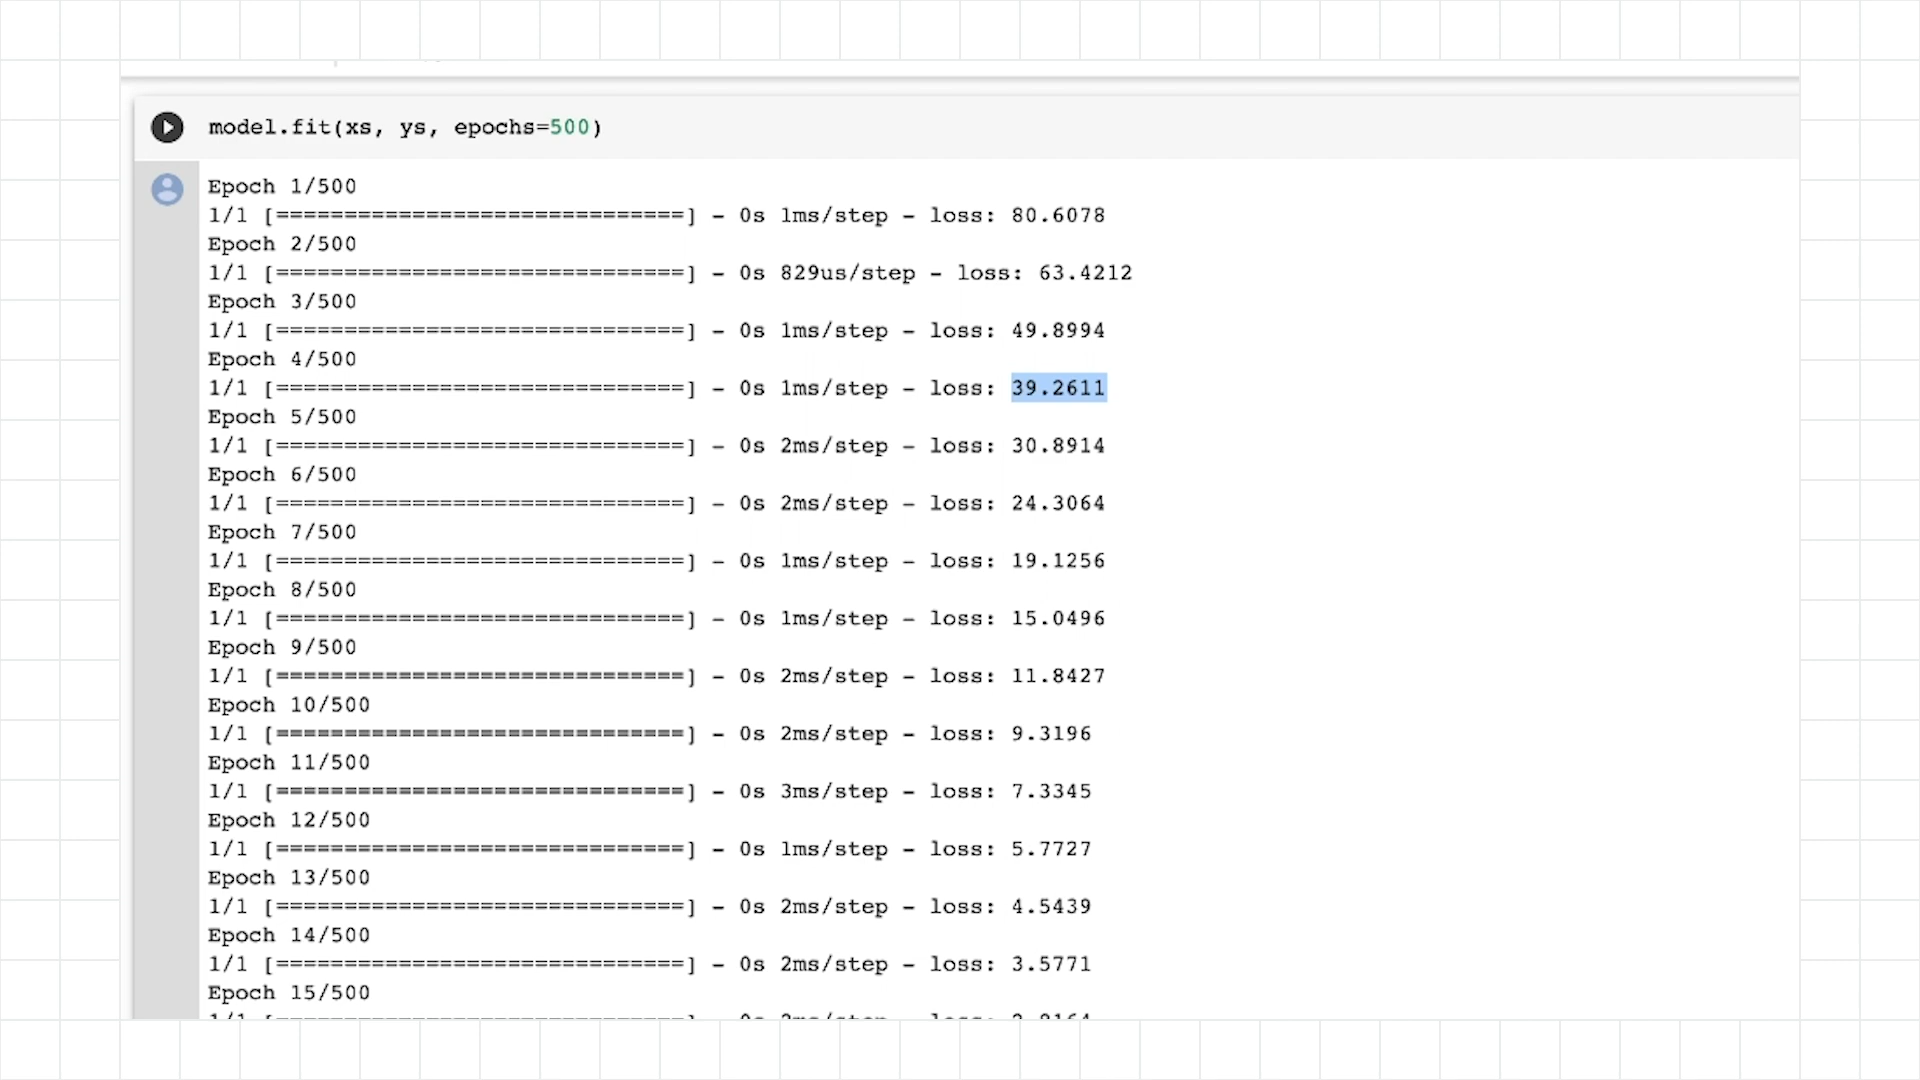 model.fit(xs, ys, epochs=500)
Epoch 1/500
1/1 [==============================] - 0s 1ms/step - loss: 80.6078
Epoch 2/500
1/1 [==============================] - 0s 829us/step - loss: 63.4212
Epoch 3/500
1/1 [==============================] - 0s 1ms/step - loss: 49.8994
Epoch 4/500
1/1 [==============================] - 0s 1ms/step - loss: 39.2611
Epoch 5/500
1/1 [==============================] - 0s 2ms/step - loss: 30.8914
Epoch 6/500
1/1 [==============================] - 0s 2ms/step - loss: 24.3064
Epoch 7/500
1/1 [==============================] - 0s 1ms/step - loss: 19.1256
Epoch 8/500
1/1 [==============================] - 0s 1ms/step - loss: 15.0496
Epoch 9/500
1/1 [==============================] - 0s 2ms/step - loss: 11.8427
Epoch 10/500
1/1 [==============================] - 0s 2ms/step - loss: 9.3196
Epoch 11/500
1/1 [==============================] - 0s 3ms/step - loss: 7.3345
Epoch 12/500
1/1 [==============================] - 0s 1ms/step - loss: 5.7727
Epoch 13/500
1/1 [==============================] - 0s 2ms/step - loss: 4.5439
Epoch 14/500
1/1 [==============================] - 0s 2ms/step - loss: 3.5771
Epoch 15/500